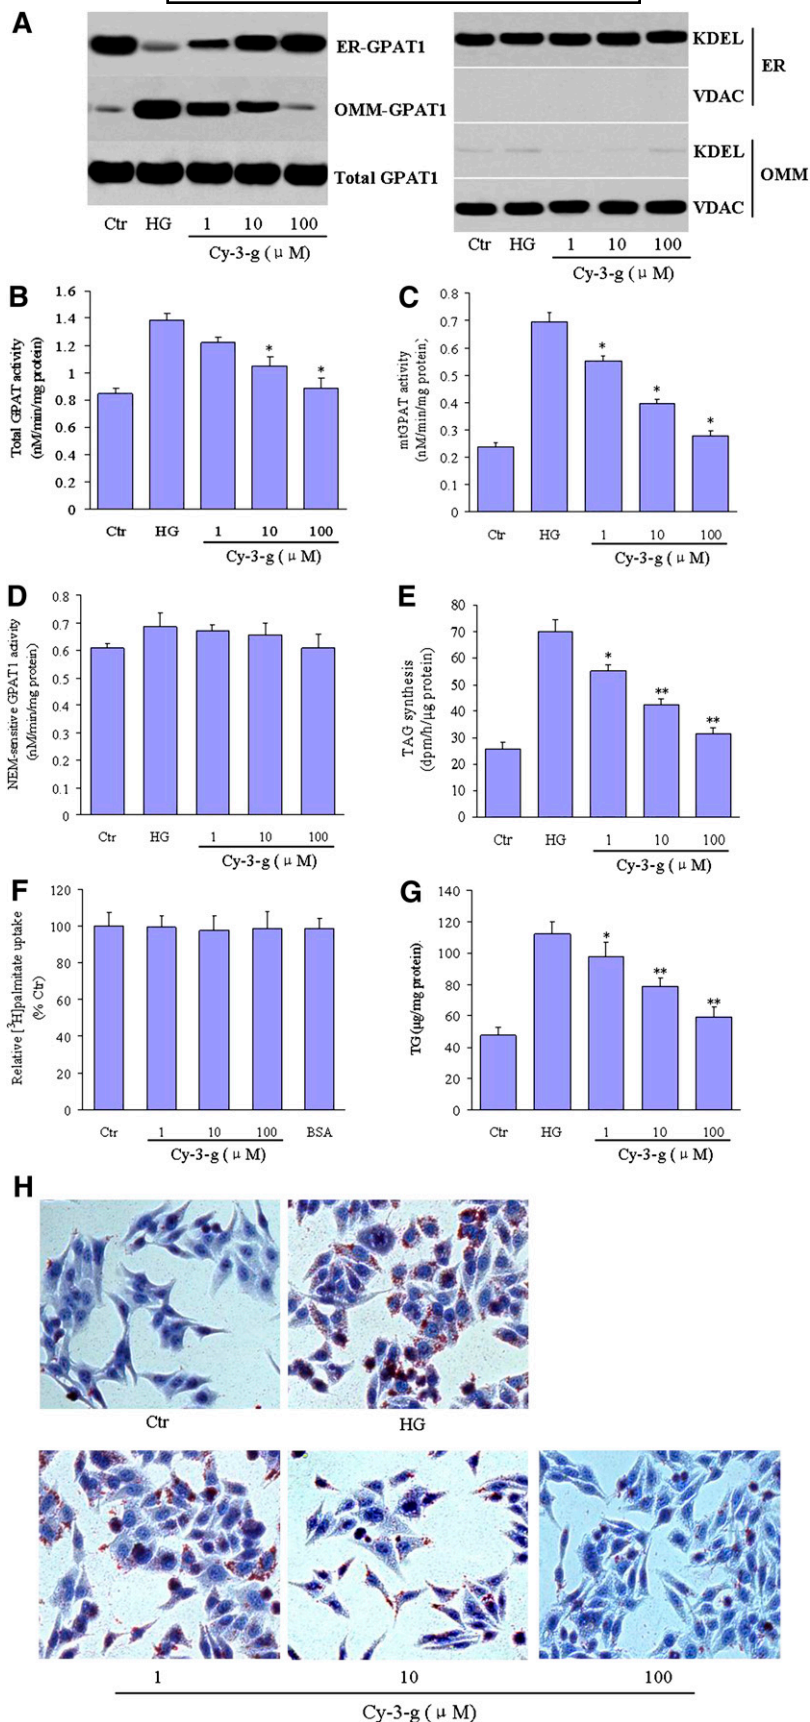 A
ER-GPAT1
OMM-GPAT1
Total GPAT1
Ctr HG 1 10 100
Cy-3-g ( μ M)
KDEL
VDAC
ER
KDEL
VDAC
OMM
Ctr HG 1 10 100
Cy-3-g ( μ M)
B
Total GPAT activity
(nM/min/mg protein)
1.6
1.4
1.2
1
0.8
0.6
0.4
0.2
0
*
*
Ctr HG 1 10 100
Cy-3-g ( μ M)
C
mtGPAT activity
(nM/min/mg protein)
0.8
0.7
0.6
0.5
0.4
0.3
0.2
0.1
0
*
*
*
Ctr HG 1 10 100
Cy-3-g ( μ M)
D
NEM-sensitive GPAT1 activity
(nM/min/mg protein)
0.8
0.7
0.6
0.5
0.4
0.3
0.2
0.1
0
Ctr HG 1 10 100
Cy-3-g ( μ M)
E
TAG synthesis
(dpm/h/μg protein)
80
70
60
50
40
30
20
10
0
*
**
**
Ctr HG 1 10 100
Cy-3-g ( μ M)
F
Relative [³H]palmitate uptake
(% Ctr)
120
100
80
60
40
20
0
Ctr 1 10 100 BSA
Cy-3-g ( μ M)
G
TG (μg/mg protein).
140
120
100
80
60
40
20
0
*
**
**
Ctr HG 1 10 100
Cy-3-g ( μ M)
H
Ctr HG
1 10 100
Cy-3-g ( μ M)